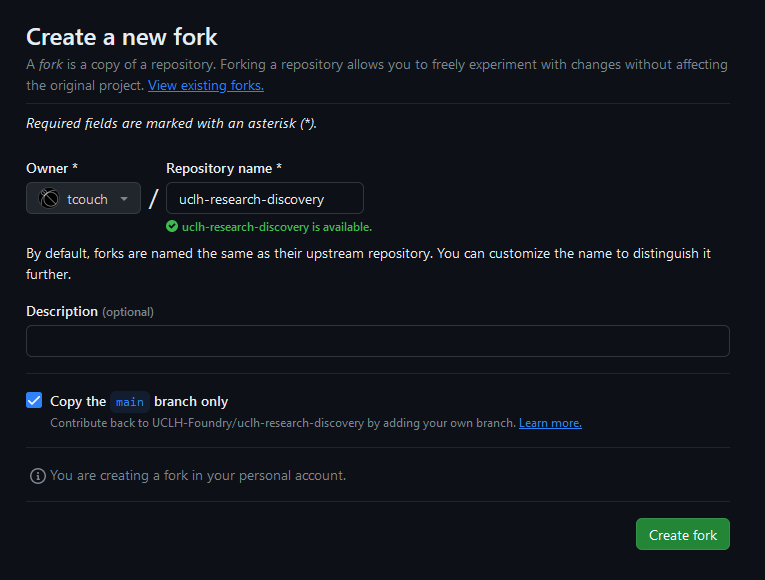 Create a new fork
A fork is a copy of a repository. Forking a repository allows you to freely experiment with changes without affecting
the original project. View existing forks.
Required fields are marked with an asterisk (*).
Owner * Repository name *
tcouch / uclh-research-discovery
uclh-research-discovery is available.
By default, forks are named the same as their upstream repository. You can customize the name to distinguish it
further.
Description (optional)
Copy the main branch only
Contribute back to UCLH-Foundry/uclh-research-discovery by adding your own branch. Learn more.
You are creating a fork in your personal account.
Create fork